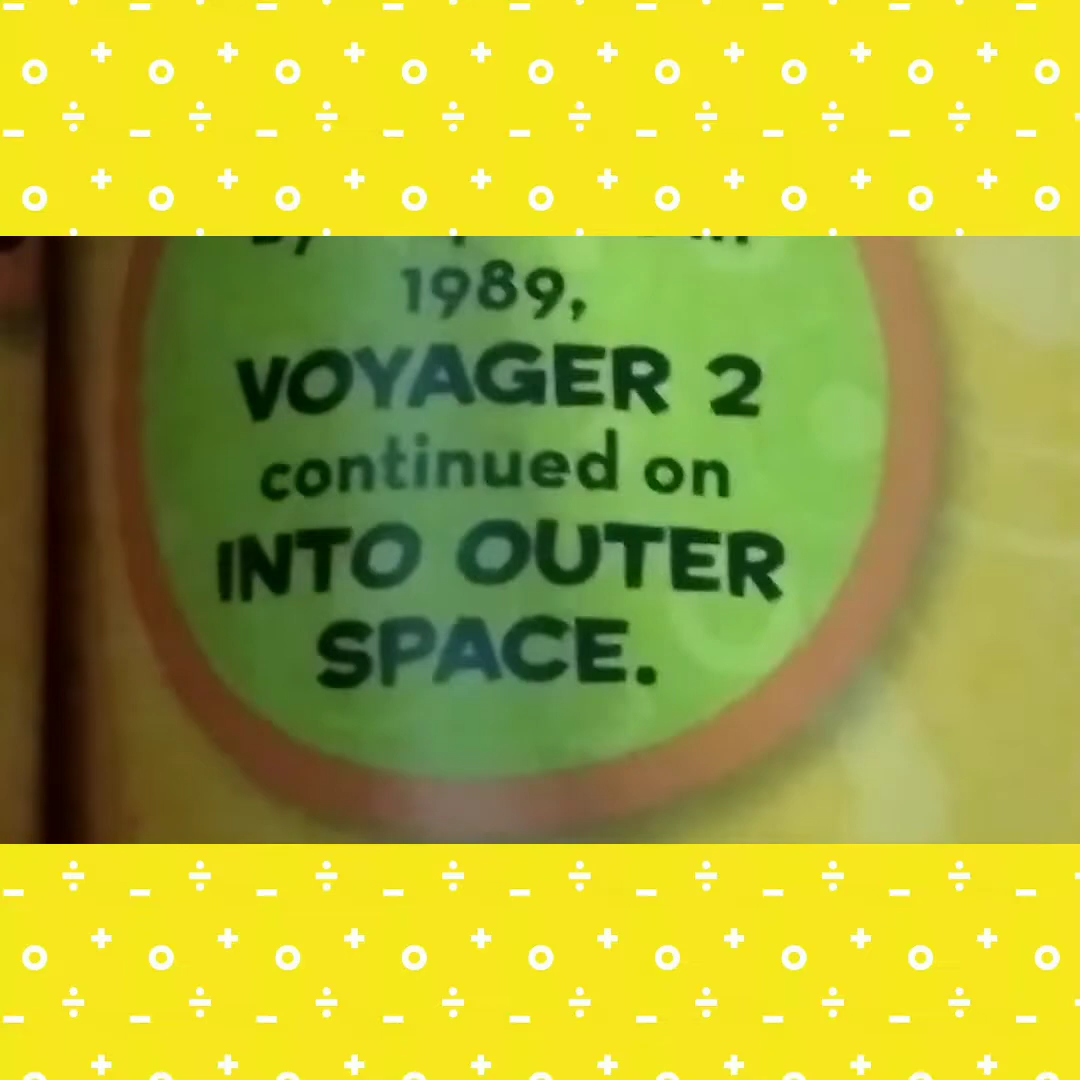 1989,
VOYAGER 2
continued on
INTO OUTER
SPACE.